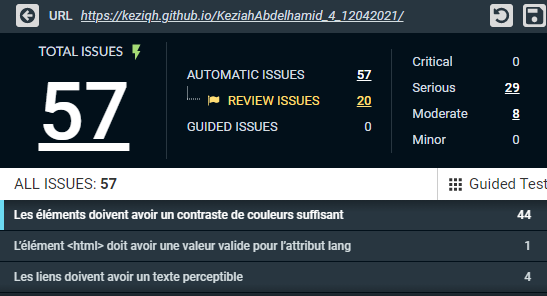 URL https://keziqh.github.io/KeziahAbdelhamid_4_12042021/
TOTAL ISSUES
57
AUTOMATIC ISSUES 57
REVIEW ISSUES 20
GUIDED ISSUES 0
Critical 0
Serious 29
Moderate 8
Minor 0
ALL ISSUES: 57
Guided Test
Les éléments doivent avoir un contraste de couleurs suffisant 44
L'élément <html> doit avoir une valeur valide pour l'attribut lang 1
Les liens doivent avoir un texte perceptible 4